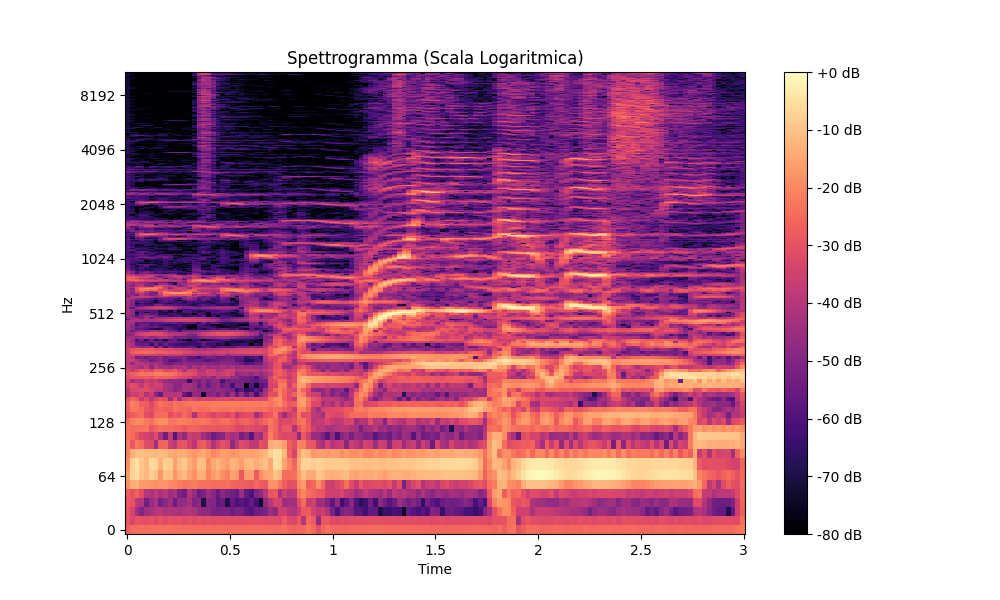 Spettrogramma (Scala Logaritmica)
8192
4096
2048
1024
512
256
128
64
0
Hz
0
0.5
1
1.5
2
2.5
3
Time
+0 dB
-10 dB
-20 dB
-30 dB
-40 dB
-50 dB
-60 dB
-70 dB
-80 dB